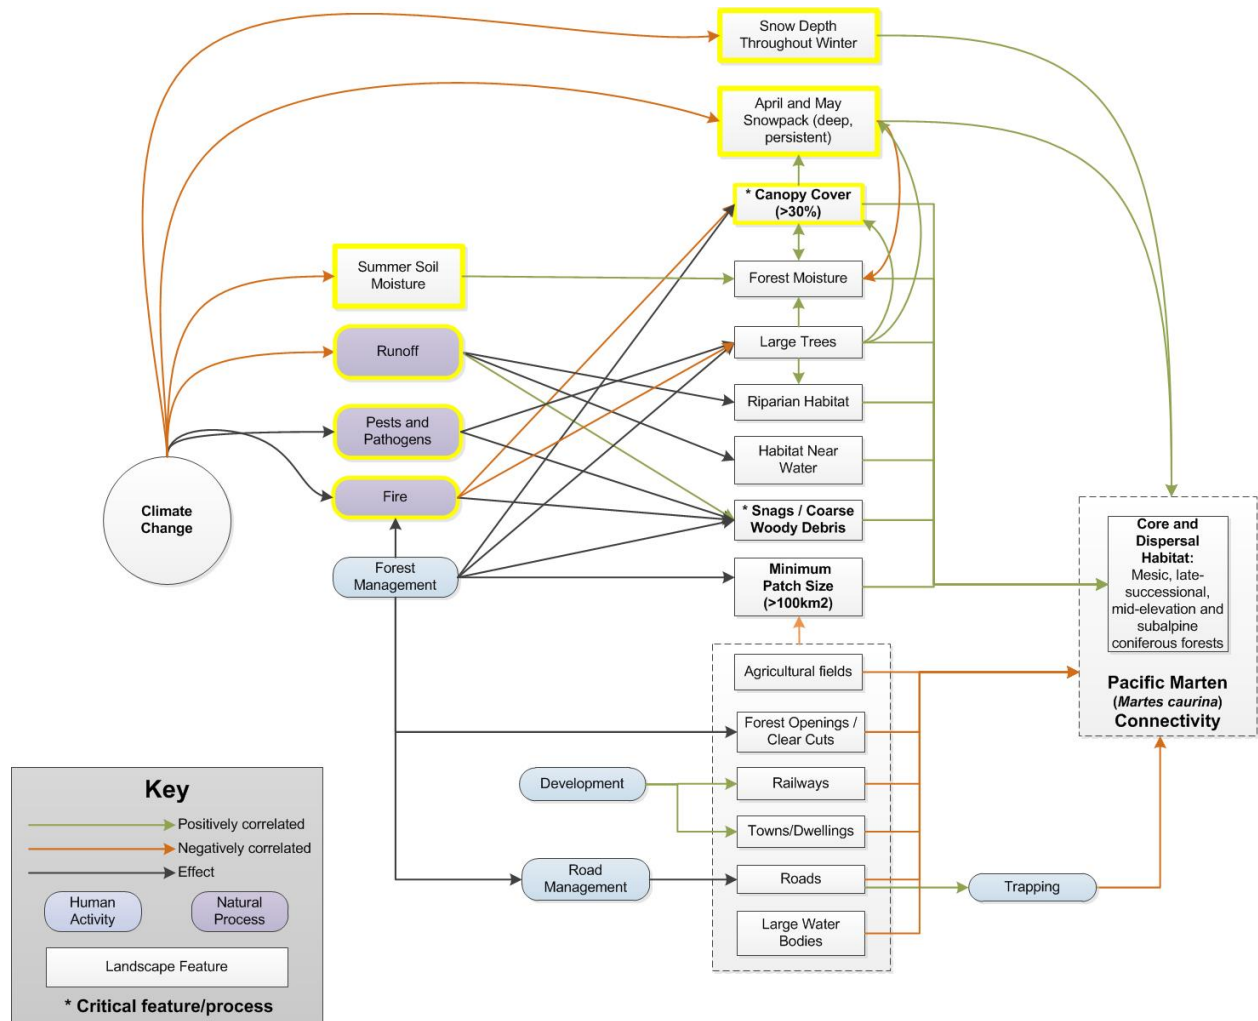 Snow Depth
Throughout Winter
April and May
Snowpack (deep,
persistent)
* Canopy Cover
(>30%)
Summer Soil
Moisture
Forest Moisture
Runoff
Large Trees
Riparian Habitat
Pests and
Pathogens
Habitat Near
Water
Fire
* Snags / Coarse
Woody Debris
Climate
Change
Forest
Management
Minimum
Patch Size
(>100km2)
Core and
Dispersal
Habitat:
Mesic, late-
successional,
mid-elevation and
subalpine
coniferous forests
Pacific Marten
(Martes caurina)
Connectivity
Agricultural fields
Forest Openings /
Clear Cuts
Development
Railways
Towns/Dwellings
Road
Management
Roads
Trapping
Large Water
Bodies
Key
Positively correlated
Negatively correlated
Effect
Human
Activity
Natural
Process
Landscape Feature
* Critical feature/process